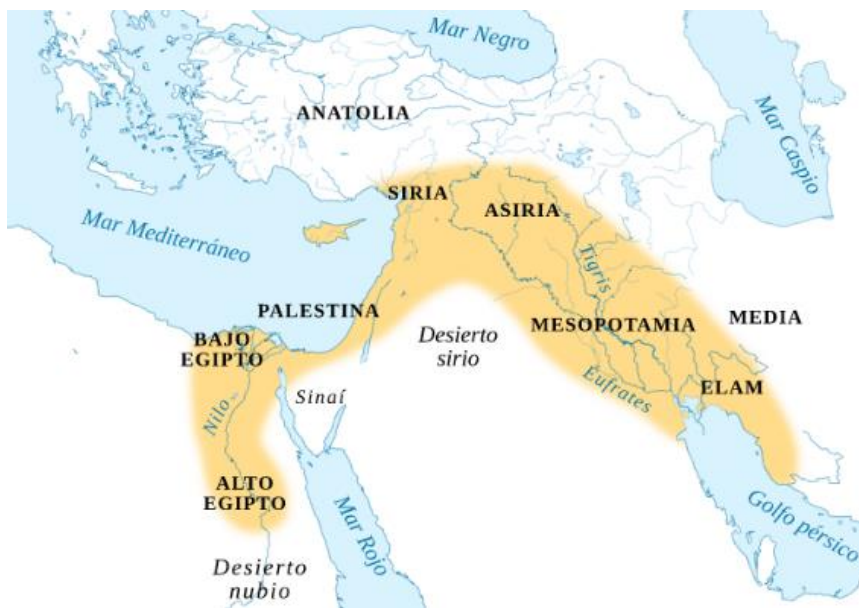 Mar Negro
ANATOLIA
Mar Caspio
SIRIA
ASIRIA
Mar Mediterráneo
Tigris
PALESTINA
MESOPOTAMIA
MEDIA
BAJO
EGIPTO
Desierto
sirio
Éufrates
ELAM
Sinaí
Nilo
ALTO
EGIPTO
Mar Rojo
Golfo pérsico
Desierto
nubio